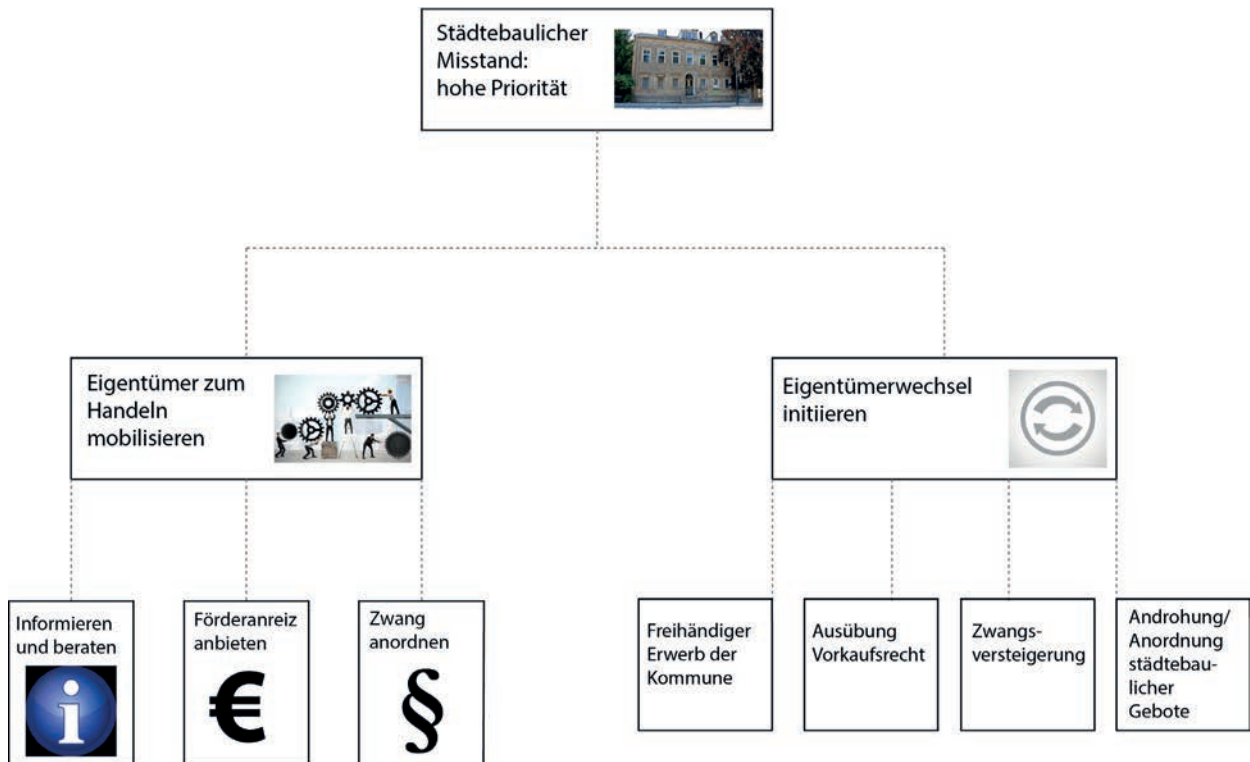 Städtebaulicher
Misstand:
hohe Priorität
Eigentümer zum
Handeln
mobilisieren
Eigentümerwechsel
initiieren
Informieren
und beraten
i
Förderanreiz
anbieten
€
Zwang
anordnen
§
Freihändiger
Erwerb der
Kommune
Ausübung
Vorkaufsrecht
Zwangs-
versteigerung
Androhung/
Anordnung
städtebau-
licher
Gebote